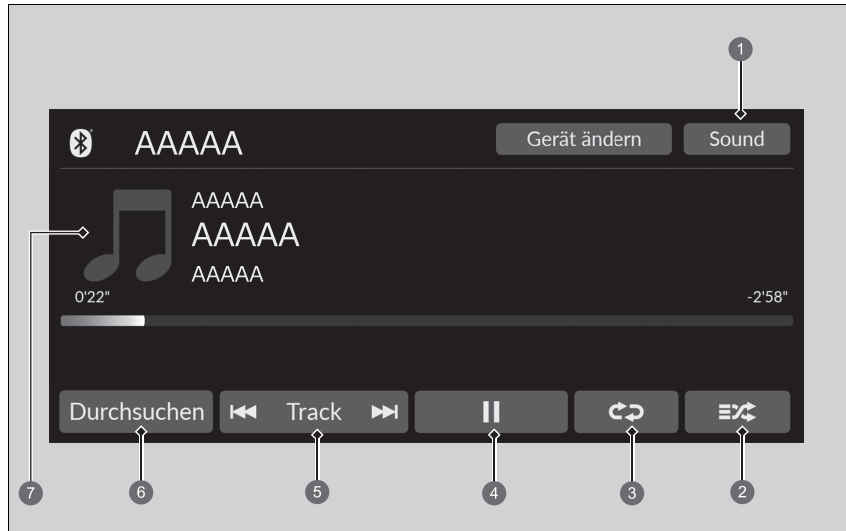 1
AAAAA Gerät ändern Sound
AAAAA
AAAAA
AAAAA
0'22" -2'58"
Durchsuchen Track
7 6 5 4 3 2